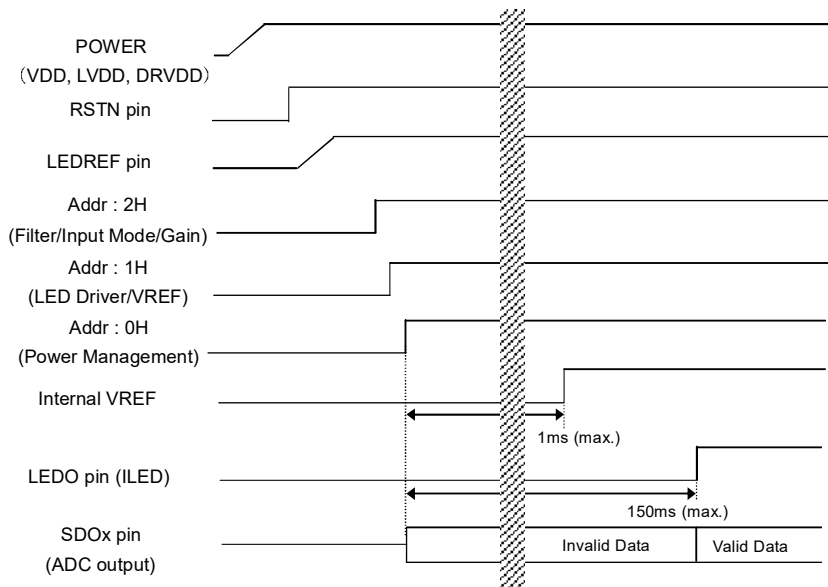 POWER
(VDD, LVDD, DRVDD)
RSTN pin
LEDREF pin
Addr : 2H
(Filter/Input Mode/Gain)
Addr : 1H
(LED Driver/VREF)
Addr : 0H
(Power Management)
Internal VREF
1ms (max.)
LEDO pin (ILED)
150ms (max.)
SDOx pin
(ADC output)
Invalid Data
Valid Data